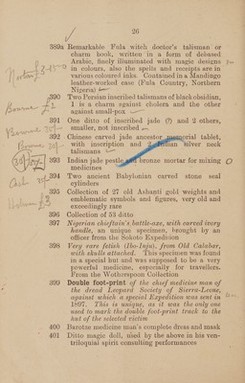 26
389a Remarkable Fula witch doctor's talisman or
charm book, written in a form of debased
Arabic, finely illuminated with magic designs
in colours, also the spells and receipts are in
various coloured inks. Contained in a Mandingo
leather-worked case (Fula Country, Northern
Nigeria)
390 Two Persian inscribed talismans of black obsidian,
1 is a charm against cholera and the other
against small-pox
391 One ditto of inscribed jade (?) and 2 others,
smaller, not inscribed
392 Chinese carved jade ancestor memorial tablet,
with inscription and 2 Indian silver neck
talismans
393 Indian jade pestle and bronze mortar for mixing
medicines
394 Two ancient Babylonian carved stone seal
cylinders
395 Collection of 27 old Ashanti gold weights and
emblematic symbols and figures, very old and
exceedingly rare
396 Collection of 53 ditto
397 Nigerian chieftain's battle-axe, with carved ivory
handle, an unique specimen, brought by an
officer from the Sokoto Expedition
398 Very rare fetish (Ibo-Inja), from Old Calabar,
with skulls attached. This specimen was found
in a special hut and was supposed to be a very
powerful medicine, especially for travellers.
From the Wotherspoon Collection
399 Double foot-print of the chief medicine man of
the dread Leopard Society of Sierra-Leone,
against which a special Expedition was sent in
1897. This is unique, as it was the only one
used to mark the double foot-print track to the
hut of the selected victim
400 Barotze medicine man's complete dress and mask
401 Ditto magic doll, used by the above in his ven-
triloquial spirit consulting performances